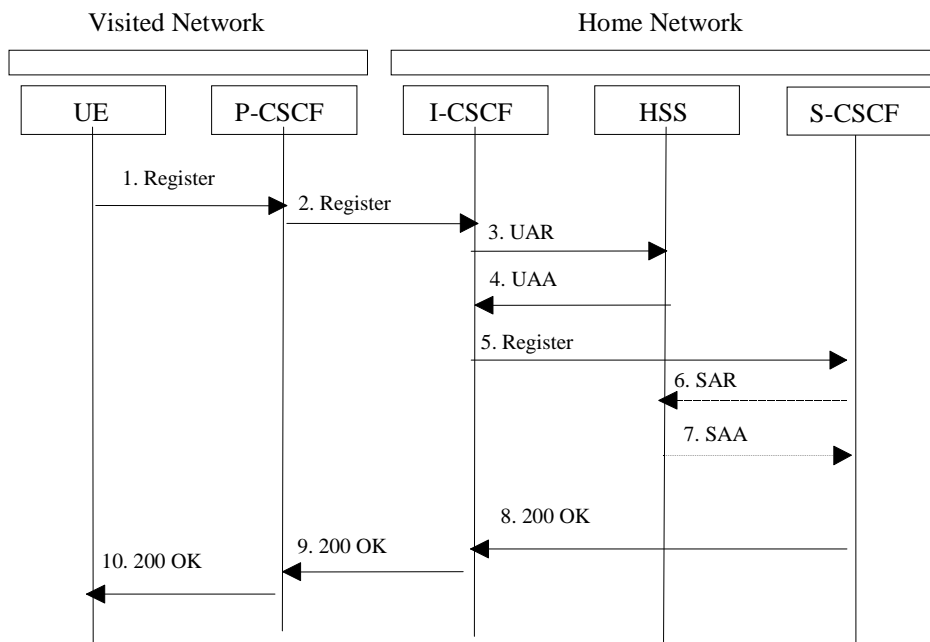 Visited Network
Home Network
UE
P-CSCF
I-CSCF
HSS
S-CSCF
1. Register
2. Register
3. UAR
4. UAA
5. Register
6. SAR
7. SAA
8. 200 OK
9. 200 OK
10. 200 OK